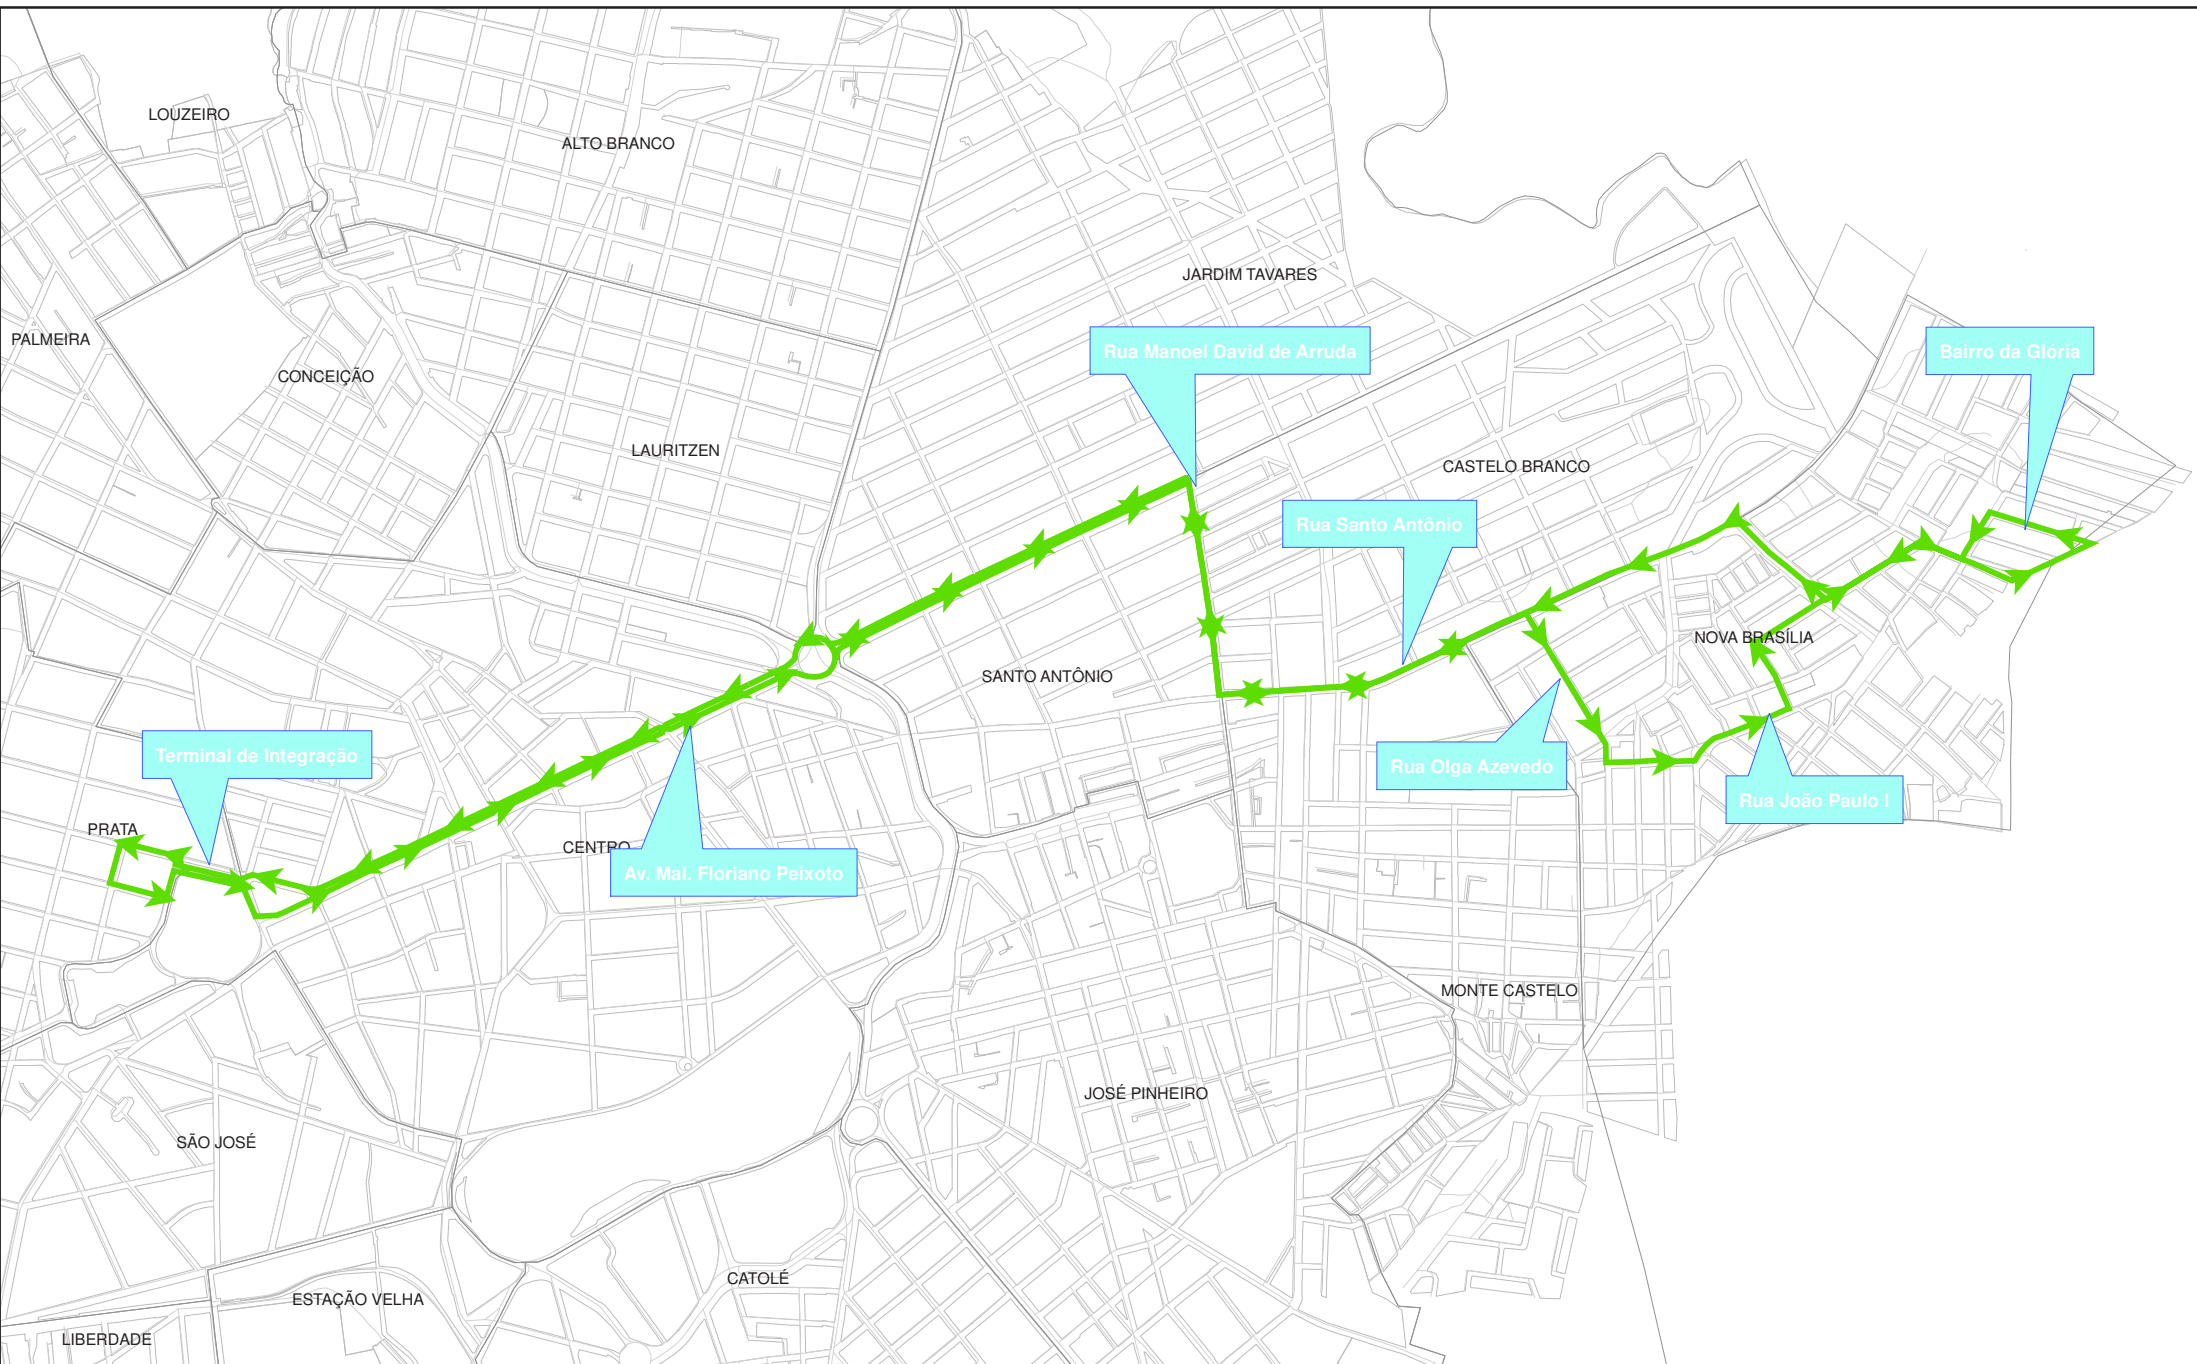 LOUZEIRO
ALTO BRANCO
JARDIM TAVARES
PALMEIRA
Rua Manoel David de Arruda
Bairro da Glória
CONCEIÇÃO
LAURITZEN
CASTELO BRANCO
Rua Santo Antônio
NOVA BRASÍLIA
SANTO ANTÔNIO
Terminal de Integração
Rua Olga Azevedo
Rua João Paulo I
PRATA
CENTRO
Av. Mal. Floriano Peixoto
MONTE CASTELO
JOSÉ PINHEIRO
SÃO JOSÉ
CATOLÉ
ESTAÇÃO VELHA
LIBERDADE